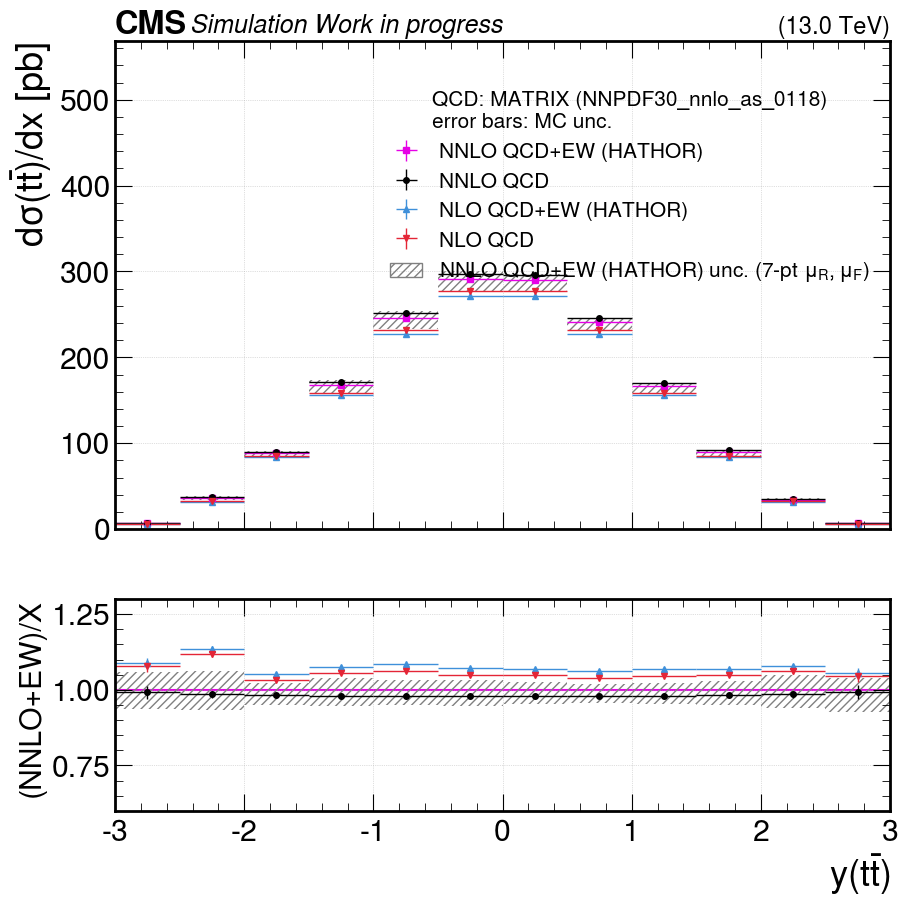 CMS Simulation Work in progress (13.0 TeV)
dσ(tt̄)/dx [pb]
500
400
300
200
100
0
QCD: MATRIX (NNPDF30_nnlo_as_0118)
error bars: MC unc.
NNLO QCD+EW (HATHOR)
NNLO QCD
NLO QCD+EW (HATHOR)
NLO QCD
NNLO QCD+EW (HATHOR) unc. (7-pt μR, μF)
(NNLO+EW)/X
1.25
1.00
0.75
-3 -2 -1 0 1 2 3
y(tt̄)